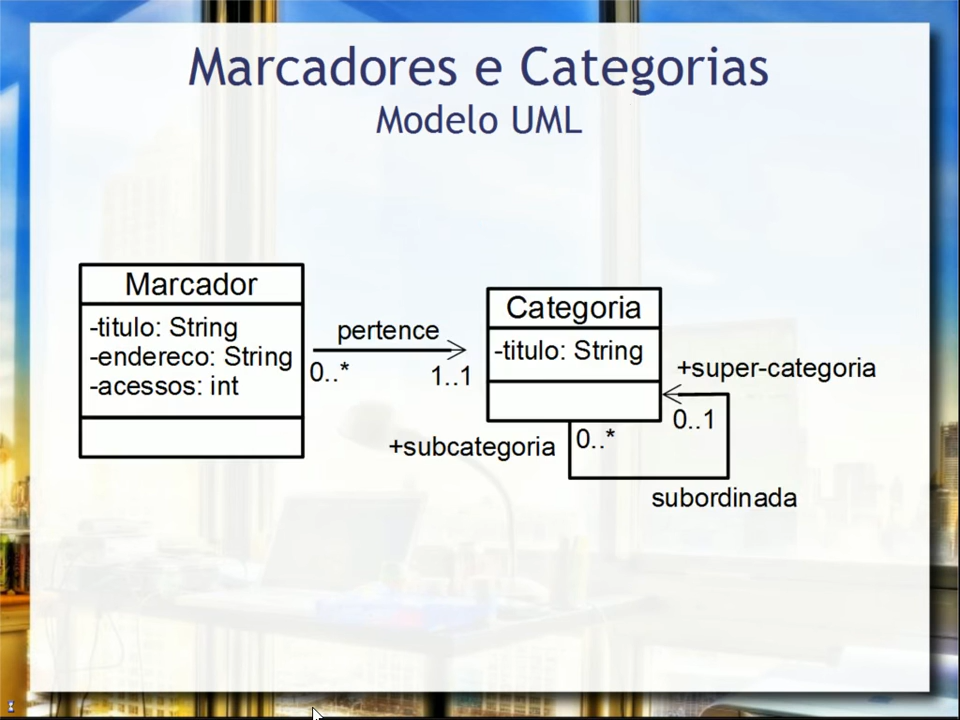 Marcadores e Categorias
Modelo UML
Marcador
-titulo: String
-endereco: String
-acessos: int
pertence
0..*
1..1
Categoria
-titulo: String
+super-categoria
0..1
+subcategoria
0..*
subordinada